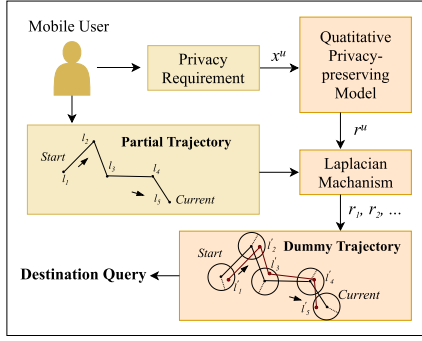 Mobile User
Privacy
Requirement
x^u
Quatitative
Privacy-
preserving
Model
r^u
Partial Trajectory
Start
l_1
l_2
l_3
l_4
l_5
Current
Laplacian
Machanism
r_1, r_2, ...
Dummy Trajectory
Start
l'_1
l'_2
l'_3
l'_4
l'_5
Current
Destination Query